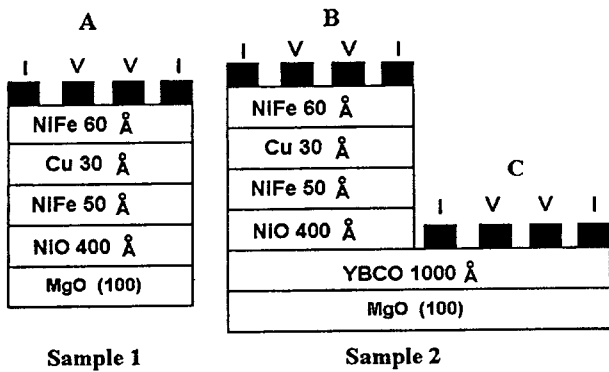 A
I V V I
NiFe 60 Å
Cu 30 Å
NiFe 50 Å
NiO 400 Å
MgO (100)
Sample 1
B
I V V I
NiFe 60 Å
Cu 30 Å
NiFe 50 Å
NiO 400 Å
C
I V V I
YBCO 1000 Å
MgO (100)
Sample 2